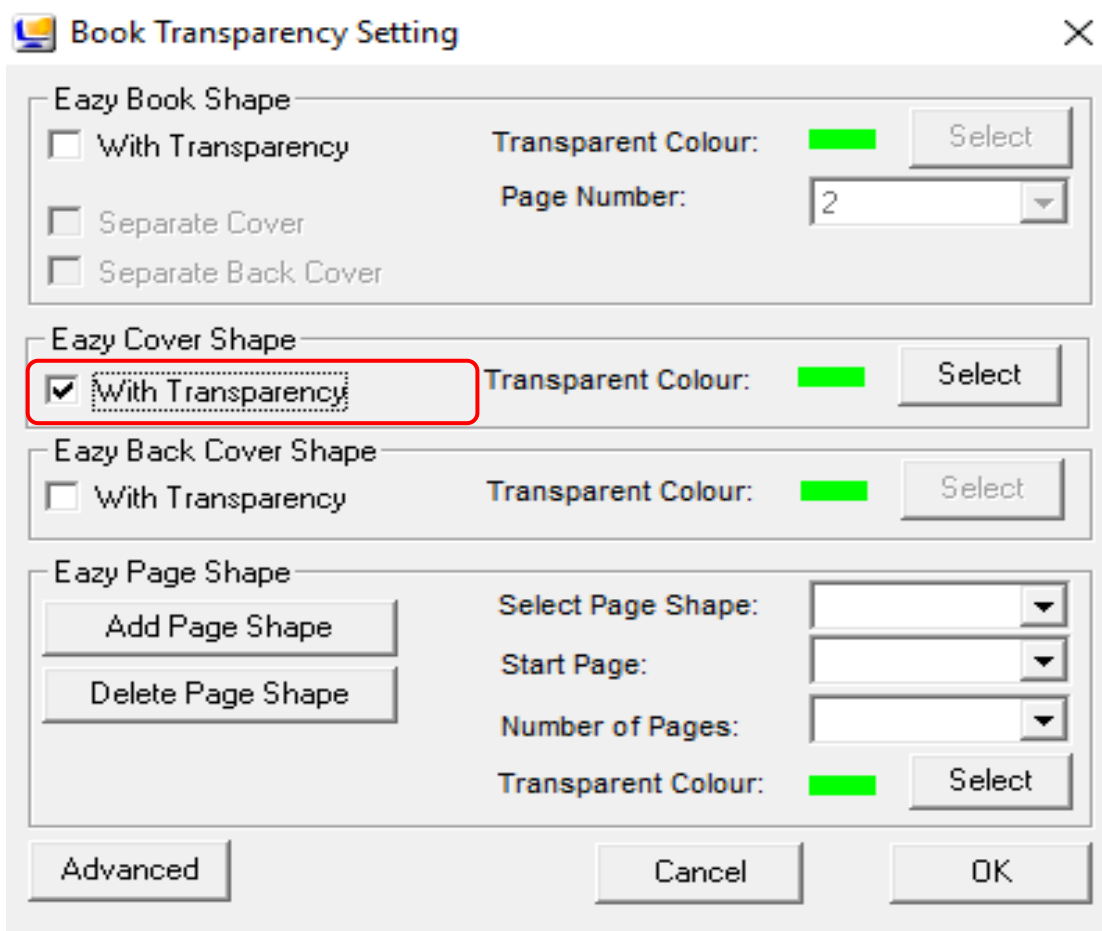 Book Transparency Setting
Eazy Book Shape
With Transparency
Transparent Colour:
Select
Page Number:
2
Separate Cover
Separate Back Cover
Eazy Cover Shape
With Transparency
Transparent Colour:
Select
Eazy Back Cover Shape
With Transparency
Transparent Colour:
Select
Eazy Page Shape
Add Page Shape
Select Page Shape:
Start Page:
Delete Page Shape
Number of Pages:
Transparent Colour:
Select
Advanced
Cancel
OK